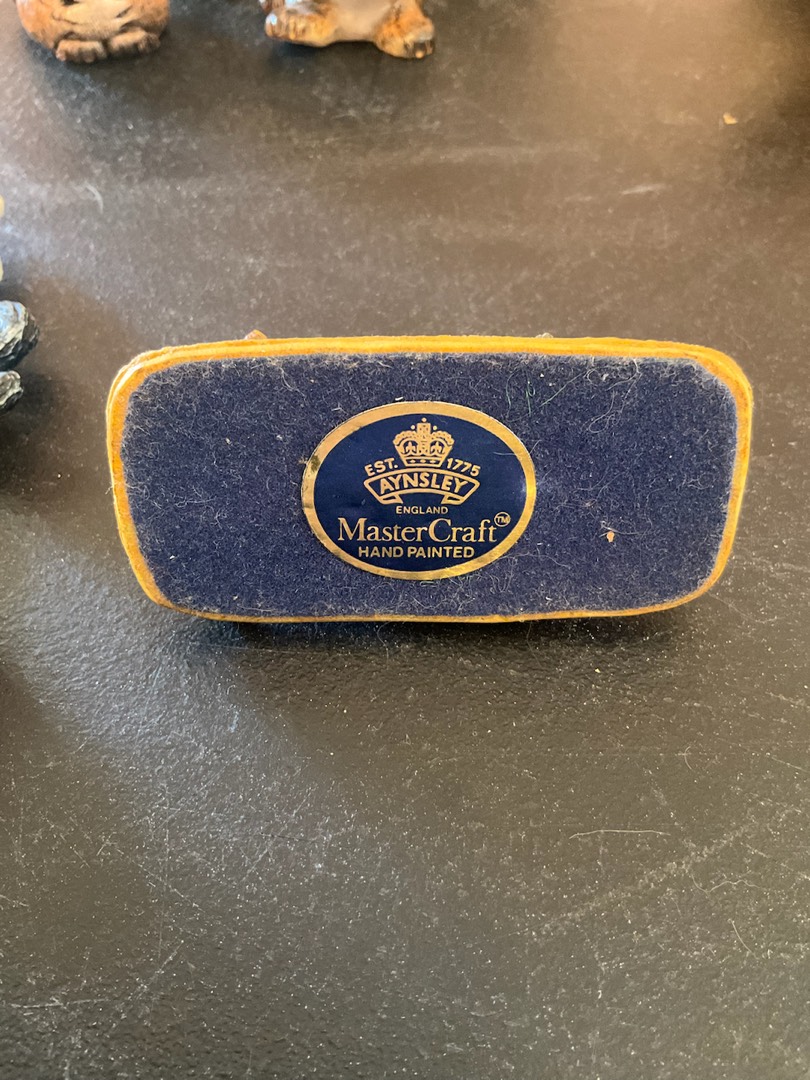 EST. 1775
AYNSLEY
ENGLAND
MasterCraft™
HAND PAINTED